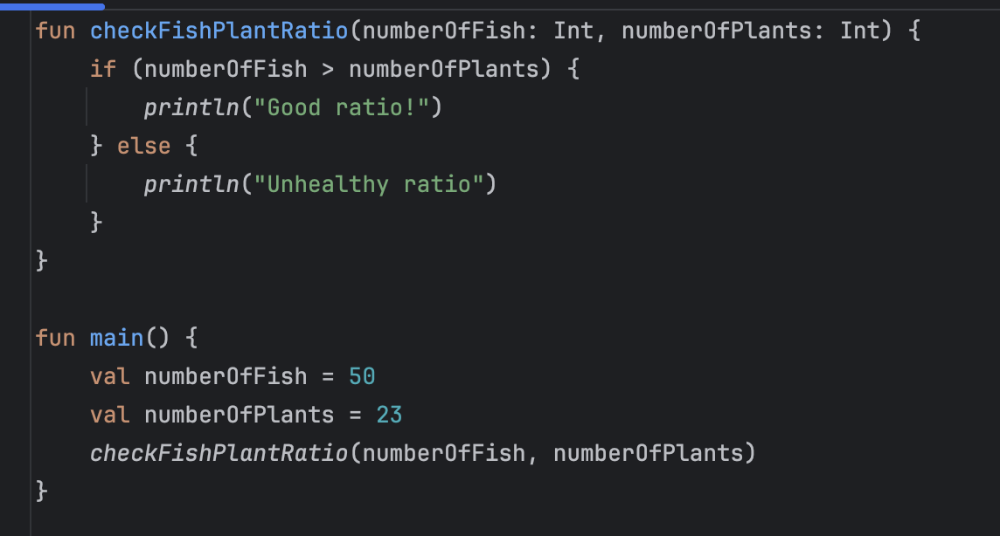 fun checkFishPlantRatio(numberOfFish: Int, numberOfPlants: Int) {
    if (numberOfFish > numberOfPlants) {
        println("Good ratio!")
    } else {
        println("Unhealthy ratio")
    }
}

fun main() {
    val numberOfFish = 50
    val numberOfPlants = 23
    checkFishPlantRatio(numberOfFish, numberOfPlants)
}